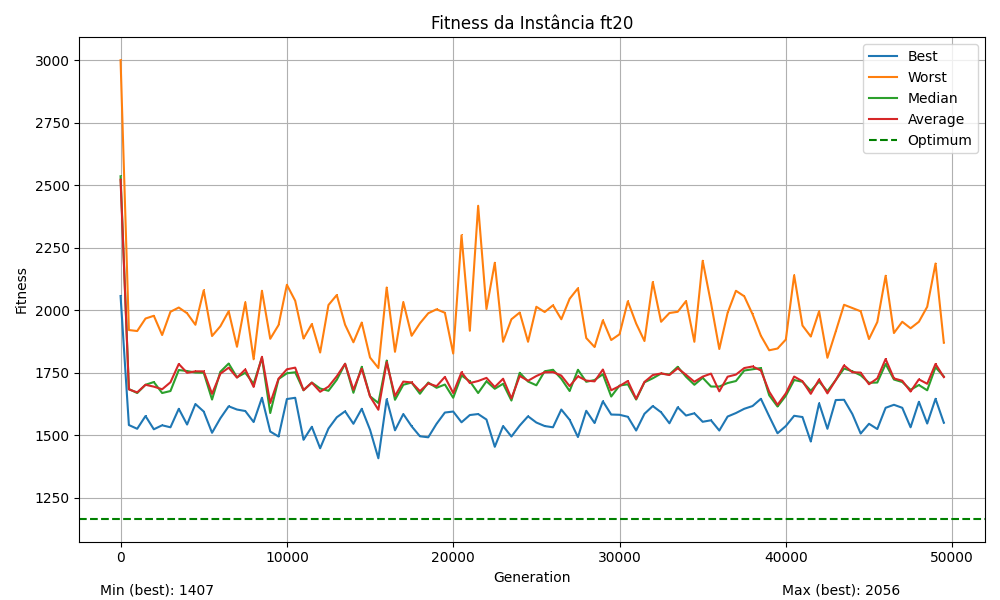 Fitness da Instância ft20
Best
Worst
Median
Average
Optimum
Fitness
3000
2750
2500
2250
2000
1750
1500
1250
0 10000 20000 30000 40000 50000
Generation
Min (best): 1407 Max (best): 2056